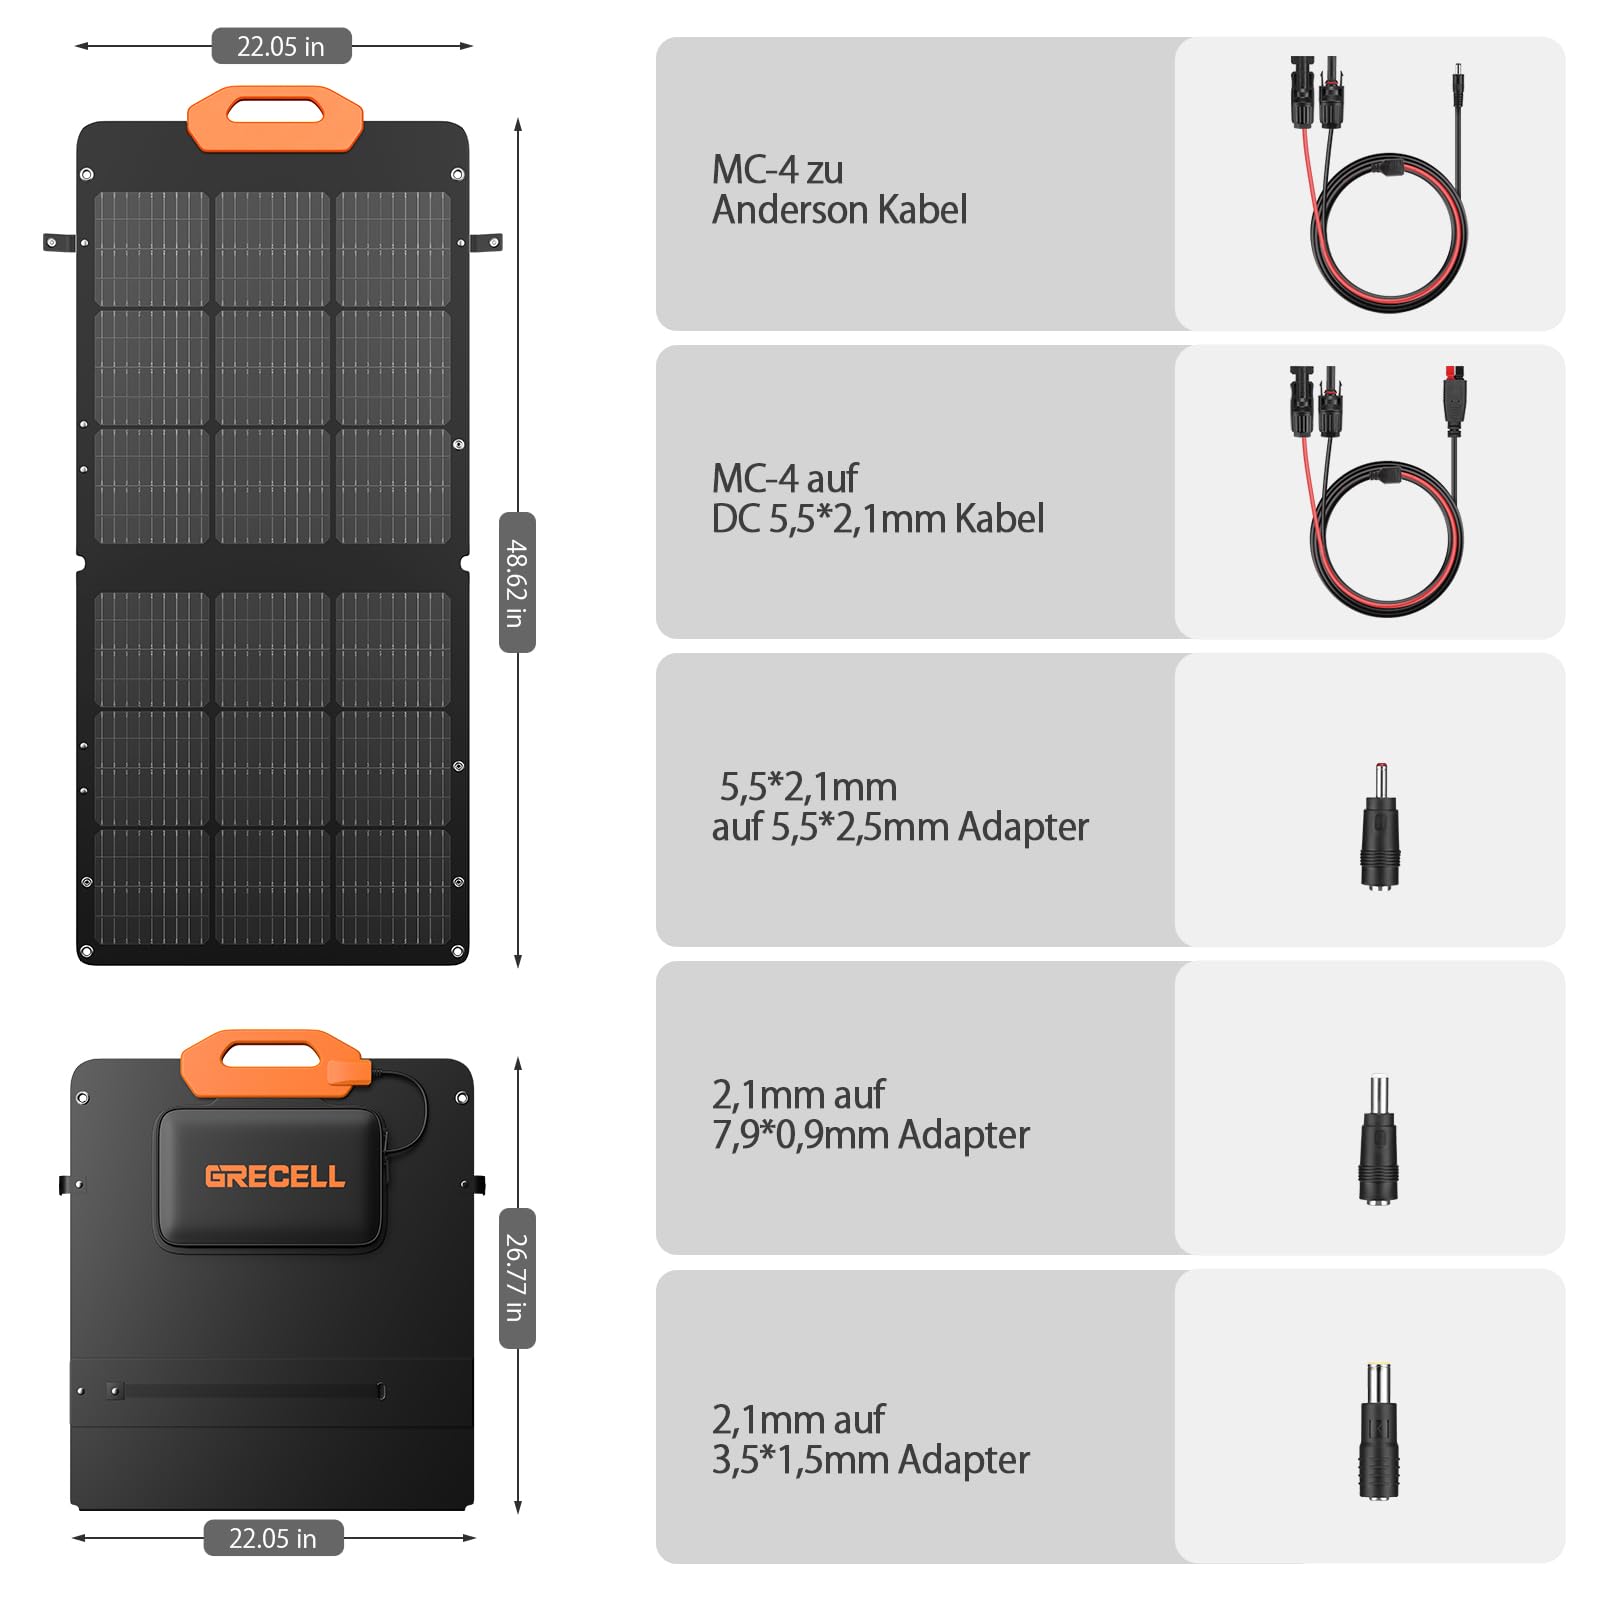 22.05 in
48.62 in
GRECELL
26.77 in
22.05 in
MC-4 zu
Anderson Kabel
MC-4 auf
DC 5,5*2,1mm Kabel
5,5*2,1mm
auf 5,5*2,5mm Adapter
2,1mm auf
7,9*0,9mm Adapter
2,1mm auf
3,5*1,5mm Adapter